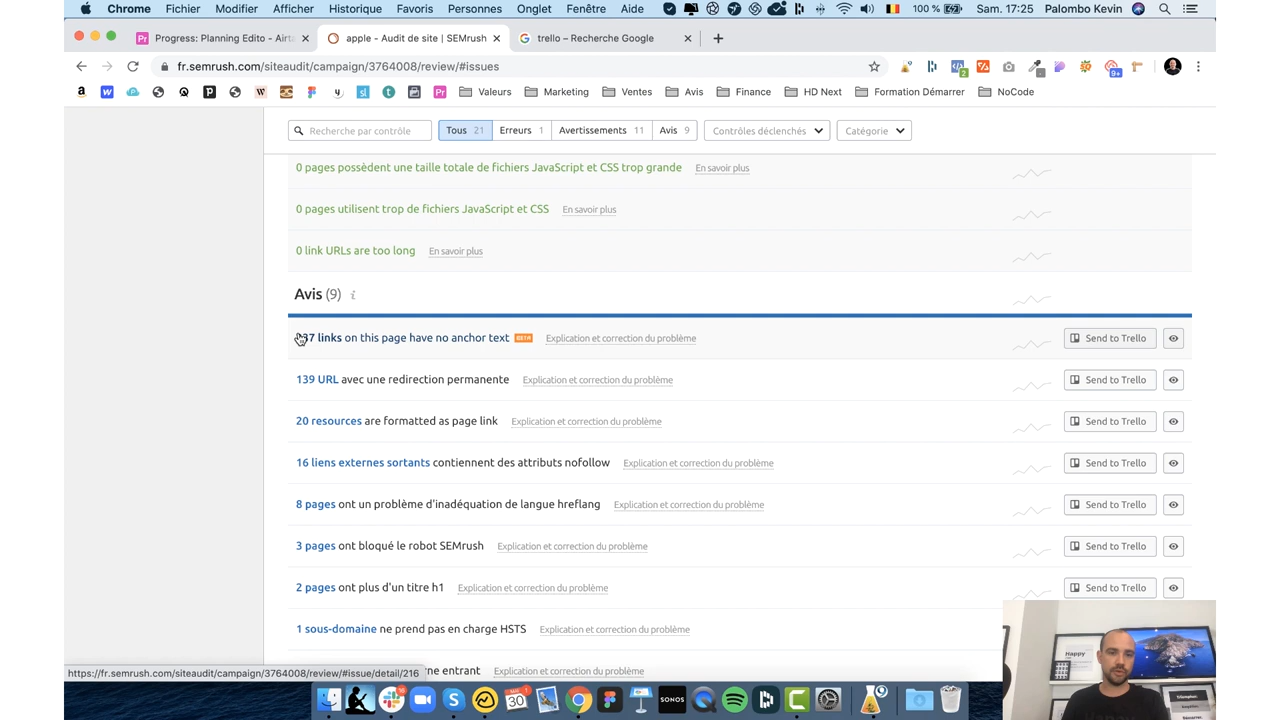 Chrome Fichier Modifier Afficher Historique Favoris Personnes Onglet Fenêtre Aide 100 % Sam. 17:25 Palombo Kevin
Progress: Planning Edito - Airta
apple - Audit de site | SEMrush
trello – Recherche Google
fr.semrush.com/siteaudit/campaign/3764008/review/#issues
Valeurs Marketing Ventes Avis Finance HD Next Formation Démarrer NoCode
Recherche par contrôle Tous 21 Erreurs 1 Avertissements 11 Avis 9 Contrôles déclenchés Catégorie
0 pages possèdent une taille totale de fichiers JavaScript et CSS trop grande En savoir plus
0 pages utilisent trop de fichiers JavaScript et CSS En savoir plus
0 link URLs are too long En savoir plus
Avis (9) i
links on this page have no anchor text BETA Explication et correction du problème Send to Trello
139 URL avec une redirection permanente Explication et correction du problème Send to Trello
20 resources are formatted as page link Explication et correction du problème Send to Trello
16 liens externes sortants contiennent des attributs nofollow Explication et correction du problème Send to Trello
8 pages ont un problème d'inadéquation de langue hreflang Explication et correction du problème Send to Trello
3 pages ont bloqué le robot SEMrush Explication et correction du problème Send to Trello
2 pages ont plus d'un titre h1 Explication et correction du problème Send to Trello
1 sous-domaine ne prend pas en charge HSTS Explication et correction du problème
ne entrant Explication et correction du problème
https://fr.semrush.com/siteaudit/campaign/3764008/review/#issue/detail/216
30
SONOS
Happy